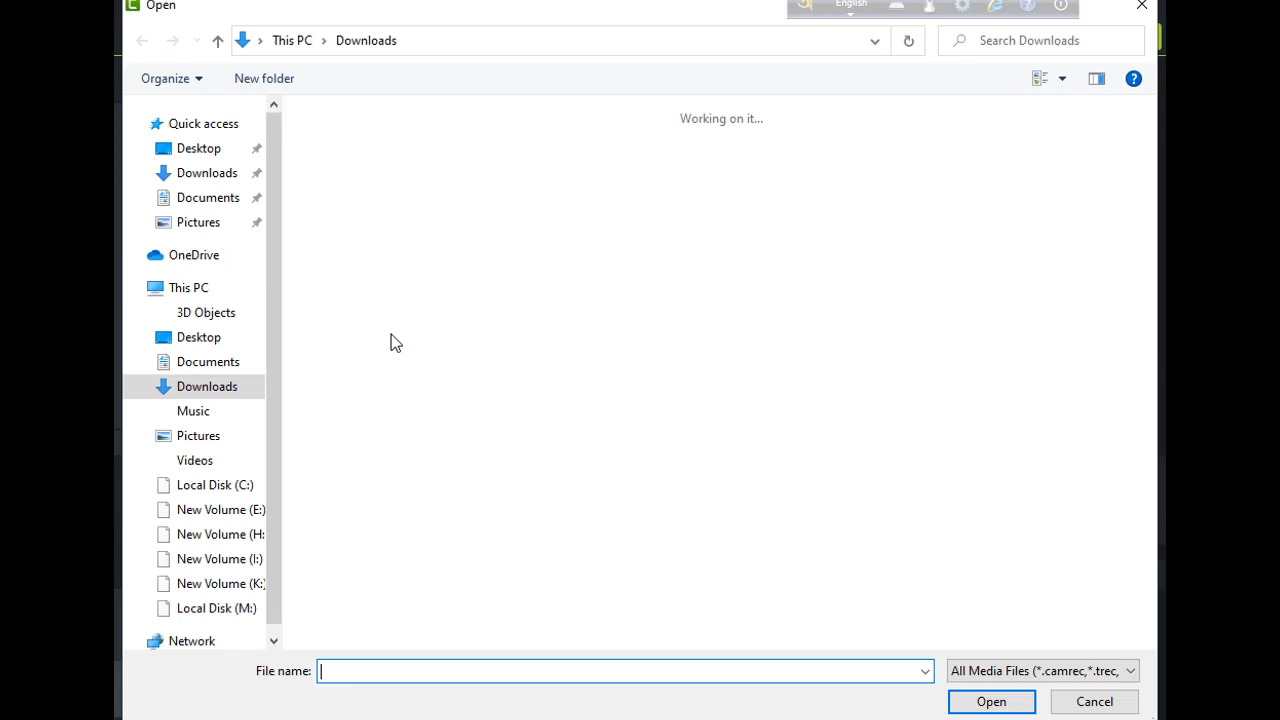 Open
English
This PC
Downloads
Search Downloads
Organize
New folder
Working on it...
Quick access
Desktop
Downloads
Documents
Pictures
OneDrive
This PC
3D Objects
Desktop
Documents
Downloads
Music
Pictures
Videos
Local Disk (C:)
New Volume (E:)
New Volume (H:
New Volume (I:)
New Volume (K:)
Local Disk (M:)
Network
File name:
All Media Files (*.camrec,*.trec,
Open
Cancel